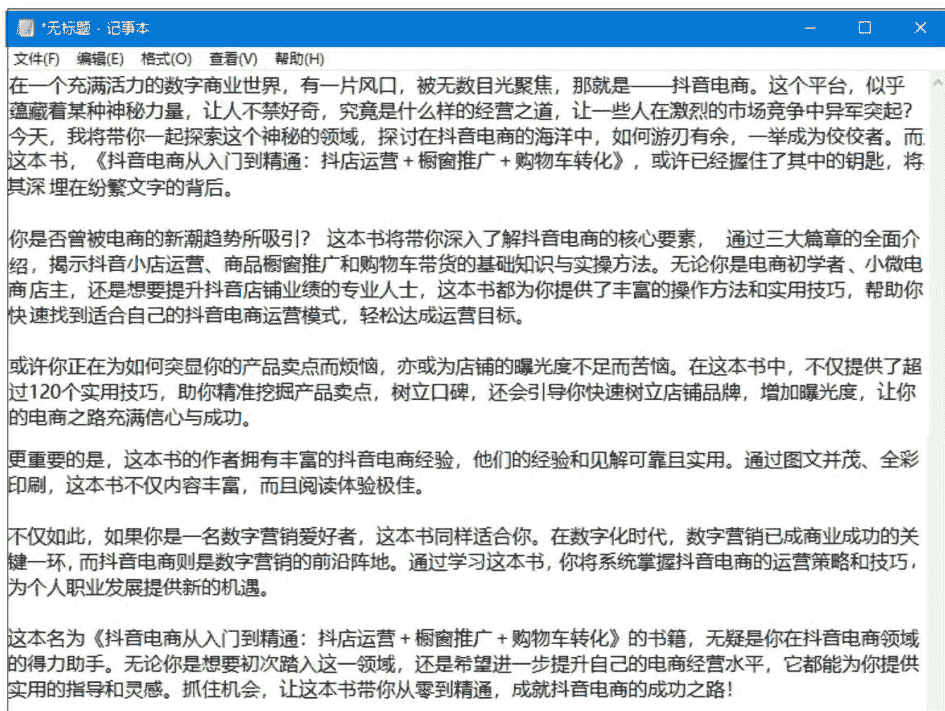 *无标题 - 记事本
文件(F) 编辑(E) 格式(O) 查看(V) 帮助(H)
在一个充满活力的数字商业世界，有一片风口，被无数目光聚焦，那就是——抖音电商。这个平台，似乎
蕴藏着某种神秘力量，让人不禁好奇，究竟是什么样的经营之道，让一些人在激烈的市场竞争中异军突起？
今天，我将带你一起探索这个神秘的领域，探讨在抖音电商的海洋中，如何游刃有余，一举成为佼佼者。而
这本书，《抖音电商从入门到精通：抖店运营+橱窗推广+购物车转化》，或许已经握住了其中的钥匙，将
其深 埋在纷繁文字的背后。
你是否曾被电商的新潮趋势所吸引？ 这本书将带你深入了解抖音电商的核心要素， 通过三大篇章的全面介
绍，揭示抖音小店运营、商品橱窗推广和购物车带货的基础知识与实操方法。无论你是电商初学者、小微电
商店主，还是想要提升抖音店铺业绩的专业人士，这本书都为你提供了丰富的操作方法和实用技巧，帮助你
快速找到适合自己的抖音电商运营模式，轻松达成运营目标。
或许你正在为如何突显你的产品卖点而烦恼，亦或为店铺的曝光度不足而苦恼。在这本书中，不仅提供了超
过120个实用技巧，助你精准挖掘产品卖点，树立口碑，还会引导你快速树立店铺品牌，增加曝光度，让你
的电商之路充满信心与成功。
更重要的是，这本书的作者拥有丰富的抖音电商经验，他们的经验和见解可靠且实用。通过图文并茂、全彩
印刷，这本书不仅内容丰富，而且阅读体验极佳。
不仅如此，如果你是一名数字营销爱好者，这本书同样适合你。在数字化时代，数字营销已成商业成功的关
键一环，而抖音电商则是数字营销的前沿阵地。通过学习这本书，你将系统掌握抖音电商的运营策略和技巧，
为个人职业发展提供新的机遇。
这本名为《抖音电商从入门到精通：抖店运营+橱窗推广+购物车转化》的书籍，无疑是你在抖音电商领域
的得力助手。无论你是想要初次踏入这一领域，还是希望进一步提升自己的电商经营水平，它都能为你提供
实用的指导和灵感。抓住机会，让这本书带你从零到精通，成就抖音电商的成功之路！